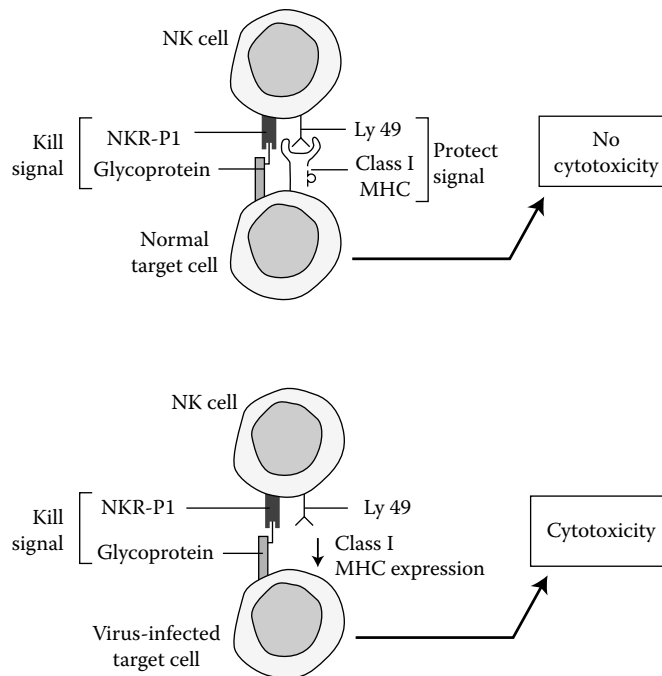 NK cell
Kill
signal
NKR-P1
Glycoprotein
Ly 49
Class I
MHC
Protect
signal
No
cytotoxicity
Normal
target cell
NK cell
Kill
signal
NKR-P1
Glycoprotein
Ly 49
Class I
MHC expression
Cytotoxicity
Virus-infected
target cell